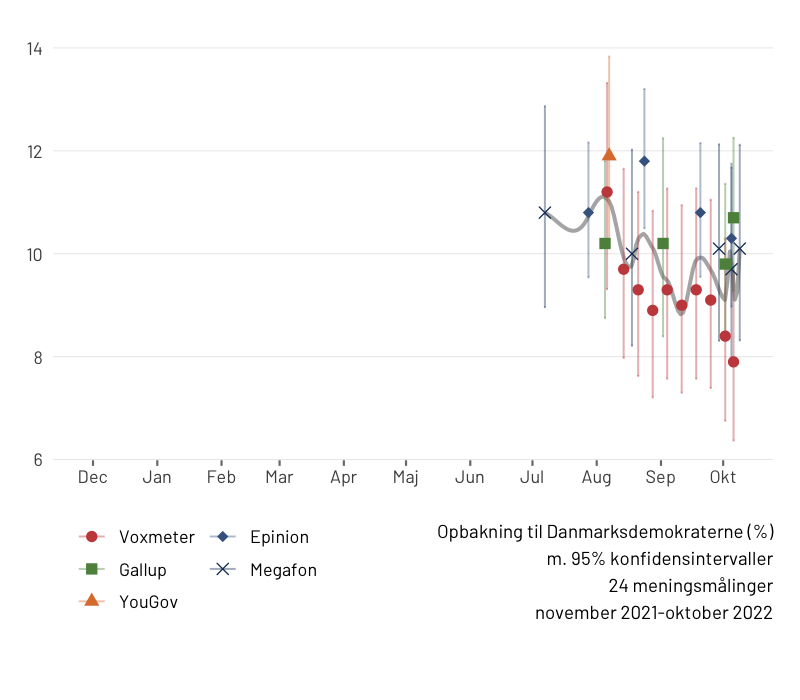 14
12
10
8
6
Dec Jan Feb Mar Apr Maj Jun Jul Aug Sep Okt
Voxmeter Epinion
Gallup Megafon
YouGov
Opbakning til Danmarksdemokraterne (%)
m. 95% konfidensintervaller
24 meningsmålinger
november 2021-oktober 2022